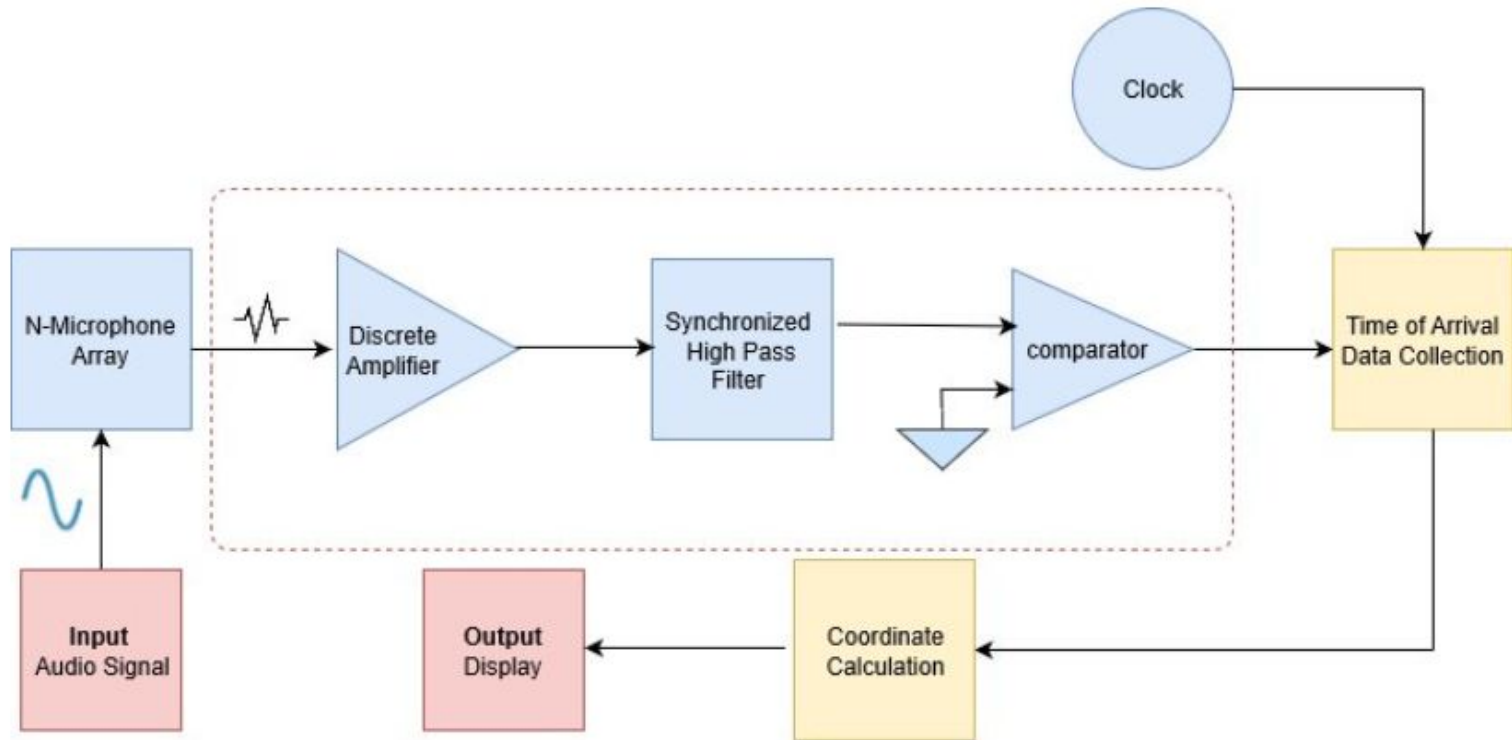 Clock
N-Microphone
Array
Discrete
Amplifier
Synchronized
High Pass
Filter
comparator
Time of Arrival
Data Collection
Input
Audio Signal
Output
Display
Coordinate
Calculation